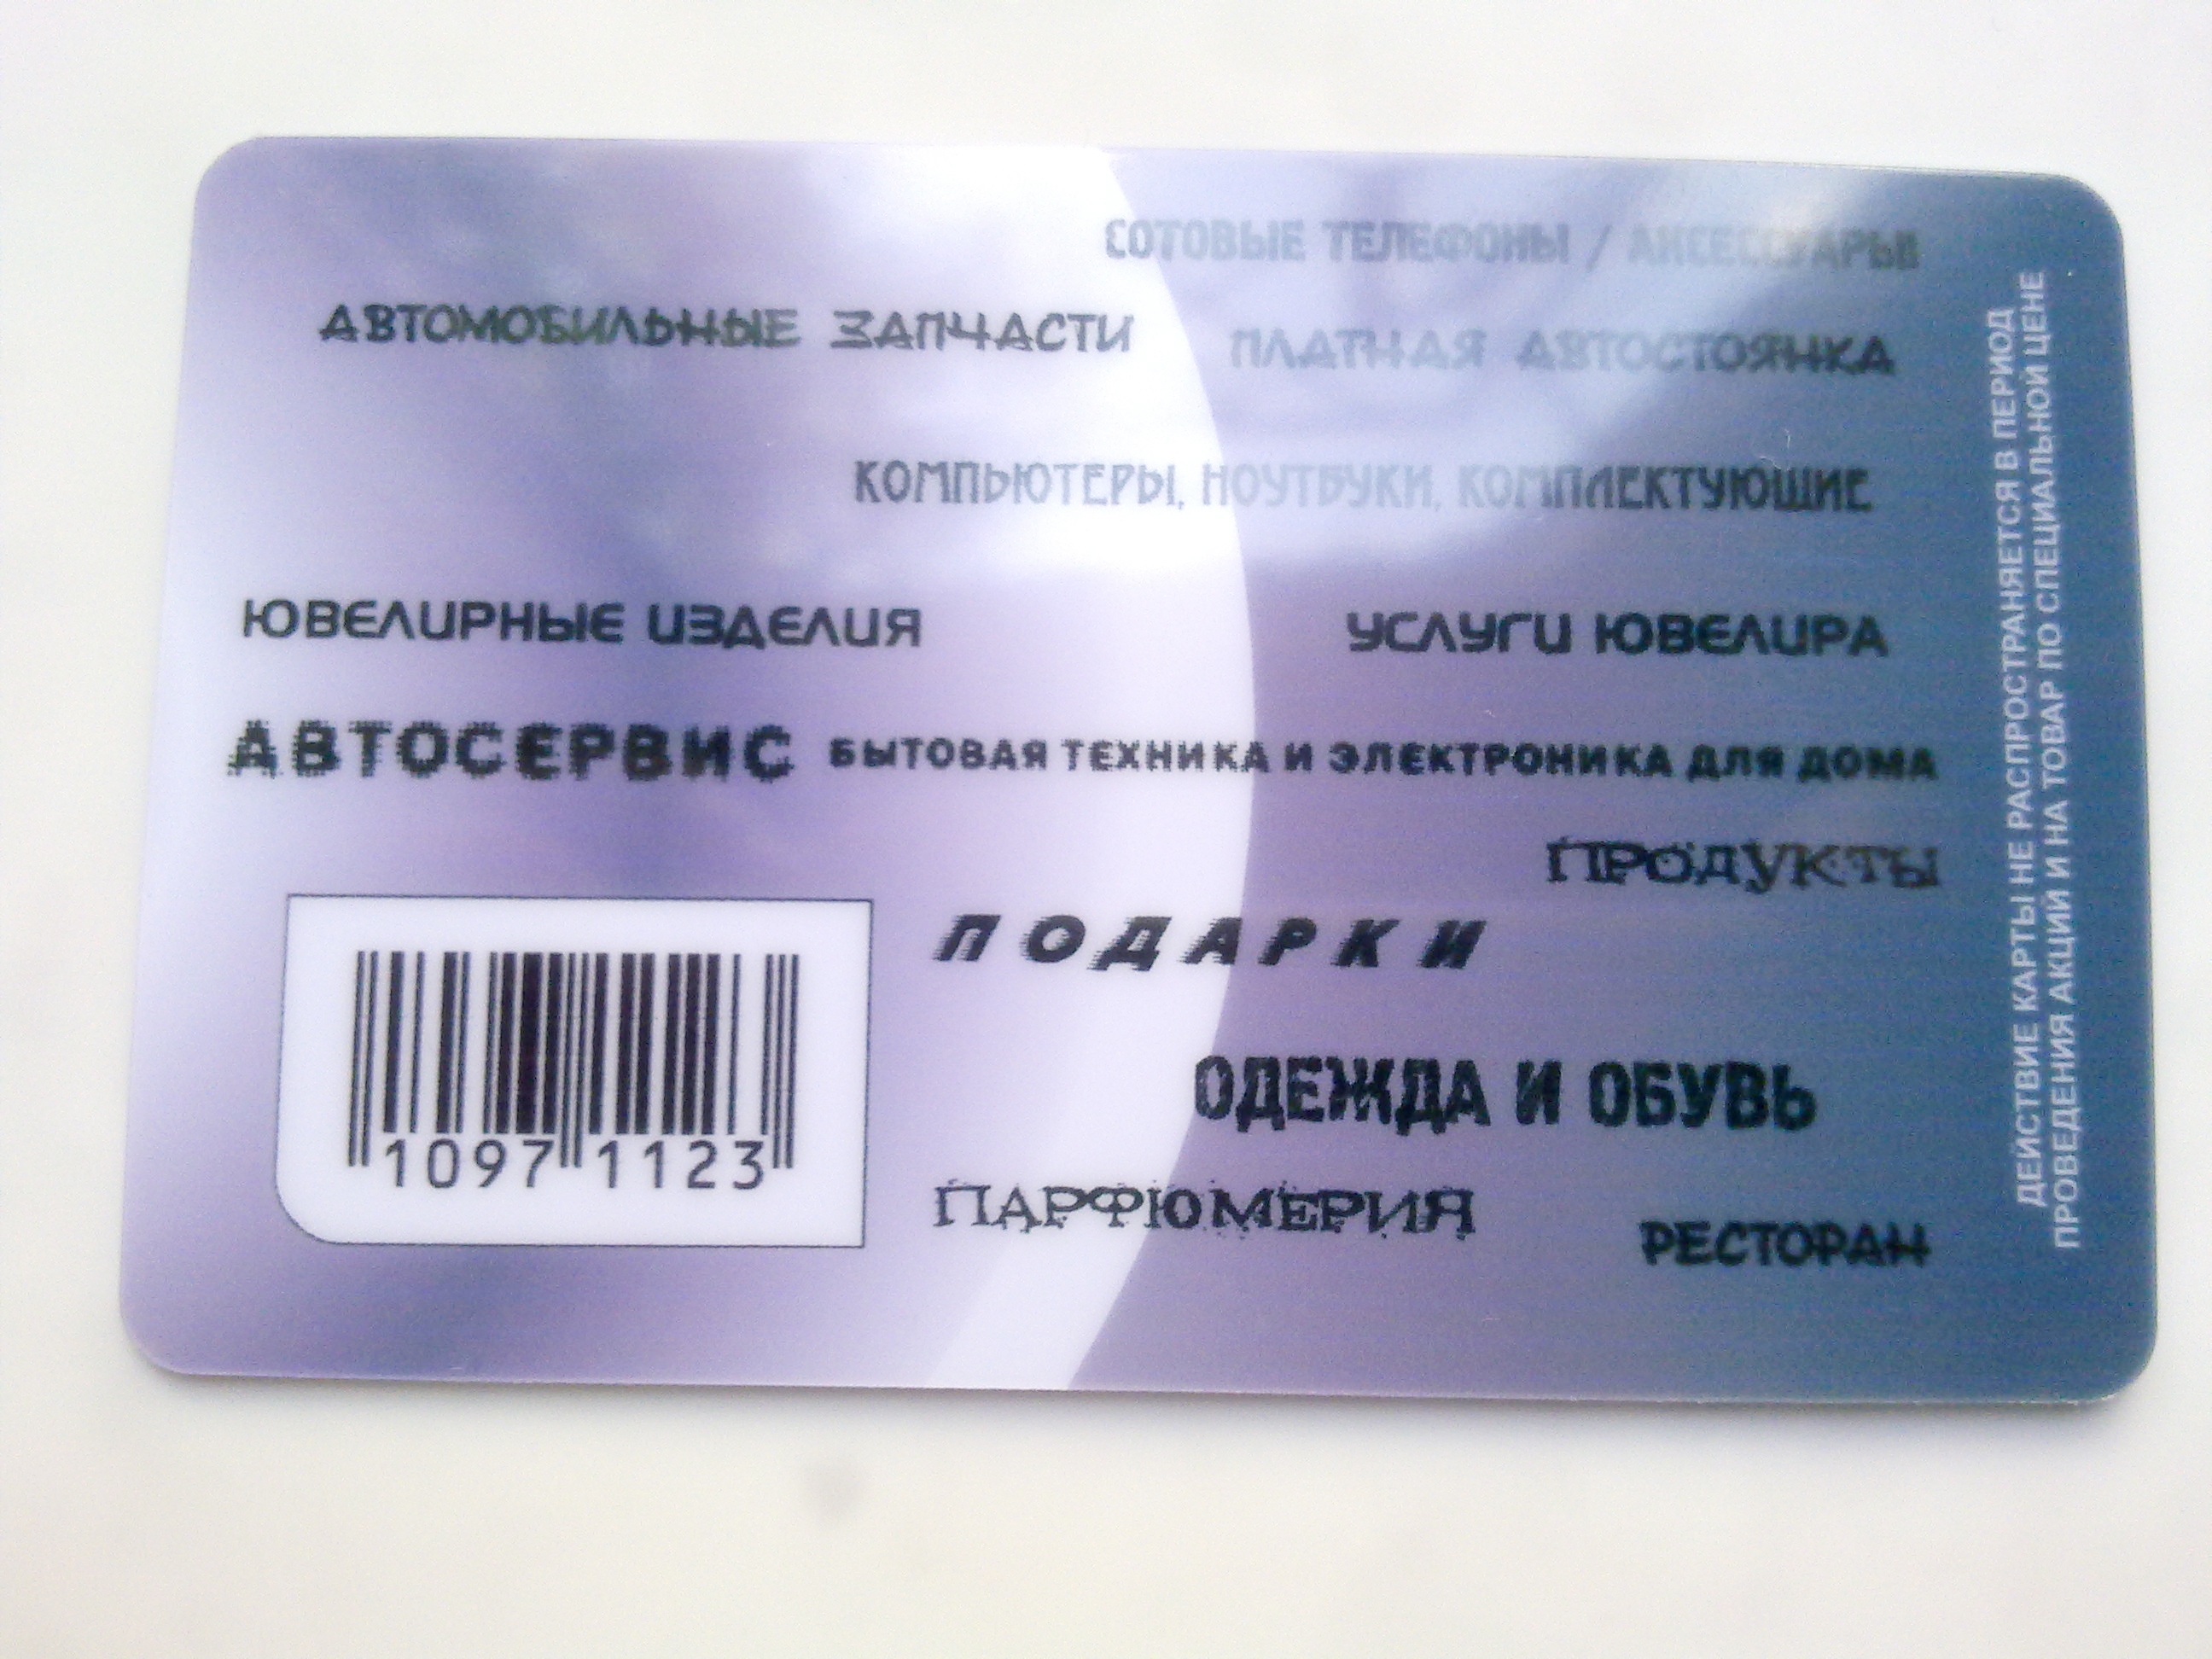 СОТОВЫЕ ТЕЛЕФОНЫ / АКСЕССУАРЫ
АВТОМОБИЛЬНЫЕ ЗАПЧАСТИ
ПЛАТНАЯ АВТОСТОЯНКА
КОМПЬЮТЕРЫ, НОУТБУКИ, КОМПЛЕКТУЮЩИЕ
ЮВЕЛИРНЫЕ ИЗДЕЛИЯ
УСЛУГИ ЮВЕЛИРА
АВТОСЕРВИС
БЫТОВАЯ ТЕХНИКА И ЭЛЕКТРОНИКА ДЛЯ ДОМА
ПРОДУКТЫ
ПОДАРКИ
ОДЕЖДА И ОБУВЬ
ПАРФЮМЕРИЯ
РЕСТОРАН
1097 1123
ДЕЙСТВИЕ КАРТЫ НЕ РАСПРОСТРАНЯЕТСЯ В ПЕРИОД
ПРОВЕДЕНИЯ АКЦИЙ И НА ТОВАР ПО СПЕЦИАЛЬНОЙ ЦЕНЕ